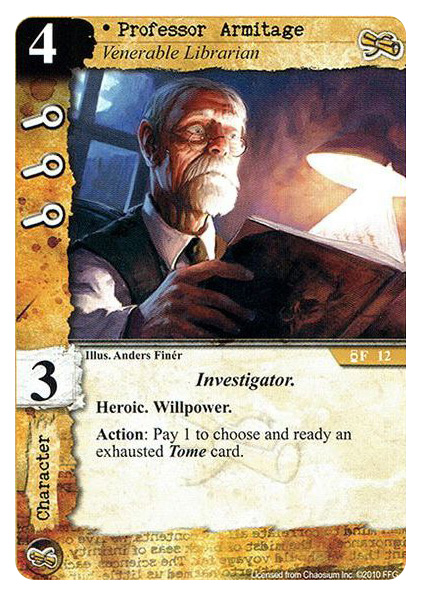 4
• Professor Armitage
Venerable Librarian
Illus. Anders Finér
F 12
3
Investigator.
Heroic. Willpower.
Action: Pay 1 to choose and ready an
exhausted Tome card.
Character
Licensed from Chaosium Inc. ©2010 FFG